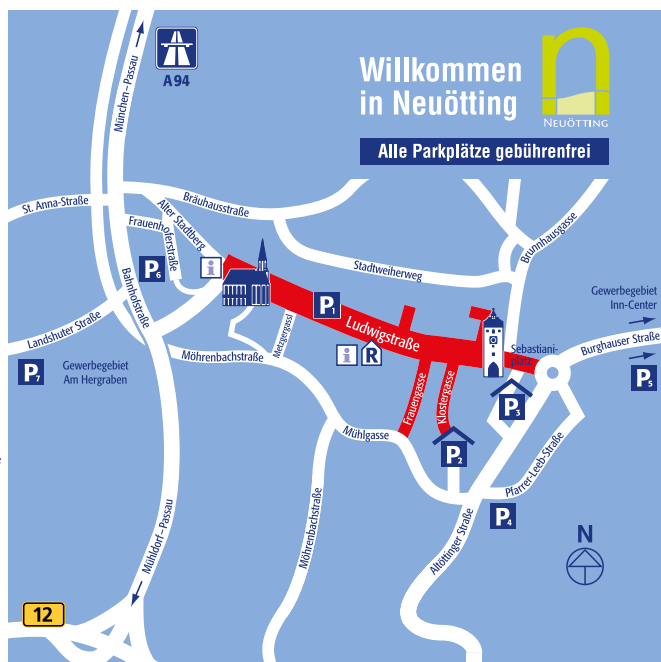 Willkommen
in Neuötting
NEUÖTTING
Alle Parkplätze gebührenfrei
A94
München–Passau
St. Anna-Straße
Bräuhausstraße
Alter Stadtberg
Frauenhoferstraße
Brunnhausgasse
Stadtweiherweg
i
P6
P1
Bahnhofstraße
Landshuter Straße
Ludwigstraße
Metzgergassl
Möhrenbachstraße
i
R
Sebastiani-
platz
Gewerbegebiet
Inn-Center
Burghauser Straße
P5
P7
Gewerbegebiet
Am Hergraben
Frauengasse
Klostergasse
P3
Mühlgasse
P2
Pfarrer-Leeb-Straße
P4
Möhrenbachstraße
Altöttinger Straße
Mühldorf–Passau
N
12